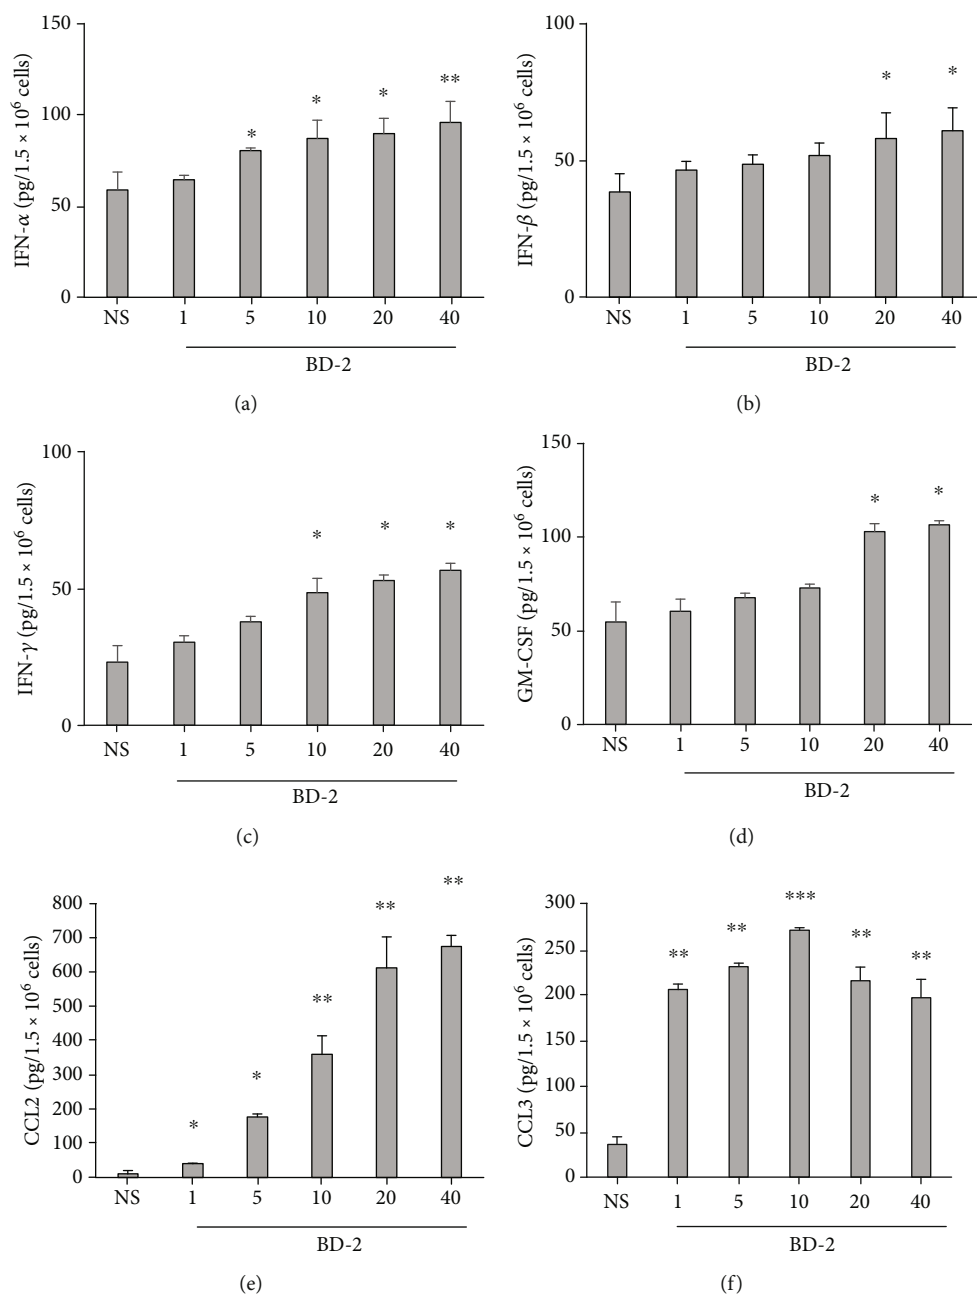 150
100
50
0
IFN-α (pg/1.5 × 10⁶ cells)
*
*
*
**
NS 1 5 10 20 40
BD-2
(a)
100
50
0
IFN-β (pg/1.5 × 10⁶ cells)
*
*
NS 1 5 10 20 40
BD-2
(b)
100
50
0
IFN-γ (pg/1.5 × 10⁶ cells)
*
*
*
NS 1 5 10 20 40
BD-2
(c)
150
100
50
0
GM-CSF (pg/1.5 × 10⁶ cells)
*
*
NS 1 5 10 20 40
BD-2
(d)
800
700
600
500
400
300
200
100
0
CCL2 (pg/1.5 × 10⁶ cells)
*
*
**
**
**
NS 1 5 10 20 40
BD-2
(e)
300
250
200
150
100
50
0
CCL3 (pg/1.5 × 10⁶ cells)
**
**
***
**
**
NS 1 5 10 20 40
BD-2
(f)